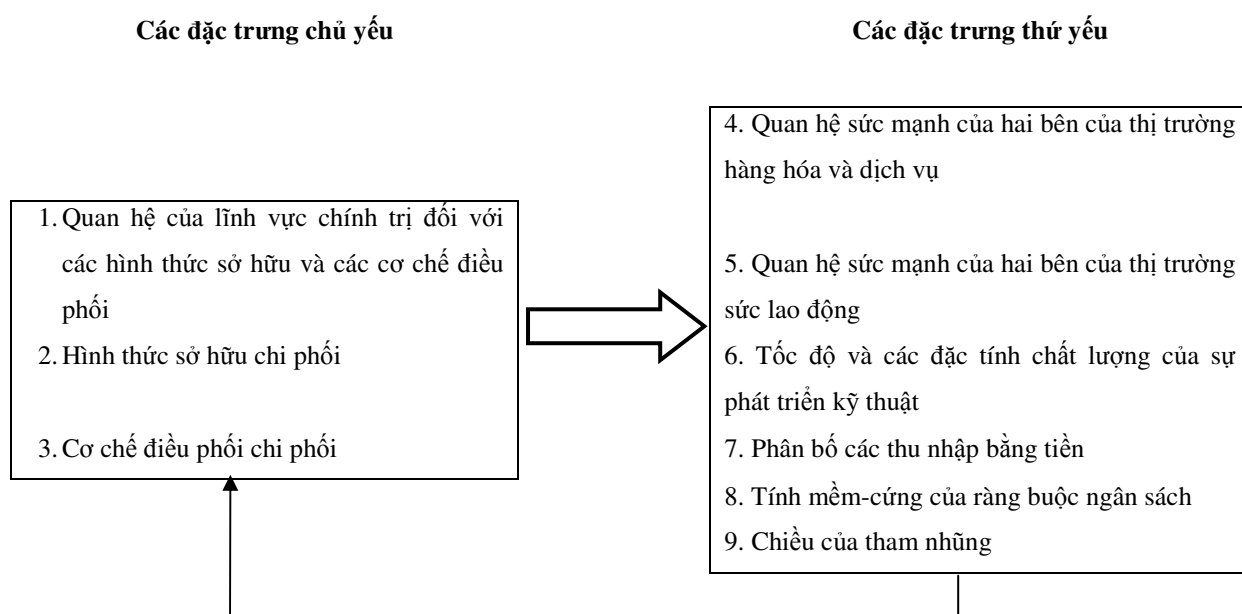 Các đặc trưng chủ yếu
Các đặc trưng thứ yếu
1. Quan hệ của lĩnh vực chính trị đối với
các hình thức sở hữu và các cơ chế điều
phối
2. Hình thức sở hữu chi phối
3. Cơ chế điều phối chi phối
4. Quan hệ sức mạnh của hai bên của thị trường
hàng hóa và dịch vụ
5. Quan hệ sức mạnh của hai bên của thị trường
sức lao động
6. Tốc độ và các đặc tính chất lượng của sự
phát triển kỹ thuật
7. Phân bố các thu nhập bằng tiền
8. Tính mềm-cứng của ràng buộc ngân sách
9. Chiều của tham nhũng